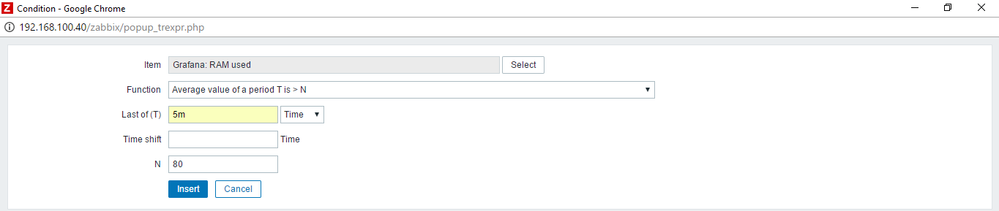 Z Condition - Google Chrome
192.168.100.40/zabbix/popup_trexpr.php
Item Grafana: RAM used Select
Function Average value of a period T is > N
Last of (T) 5m Time
Time shift Time
N 80
Insert Cancel